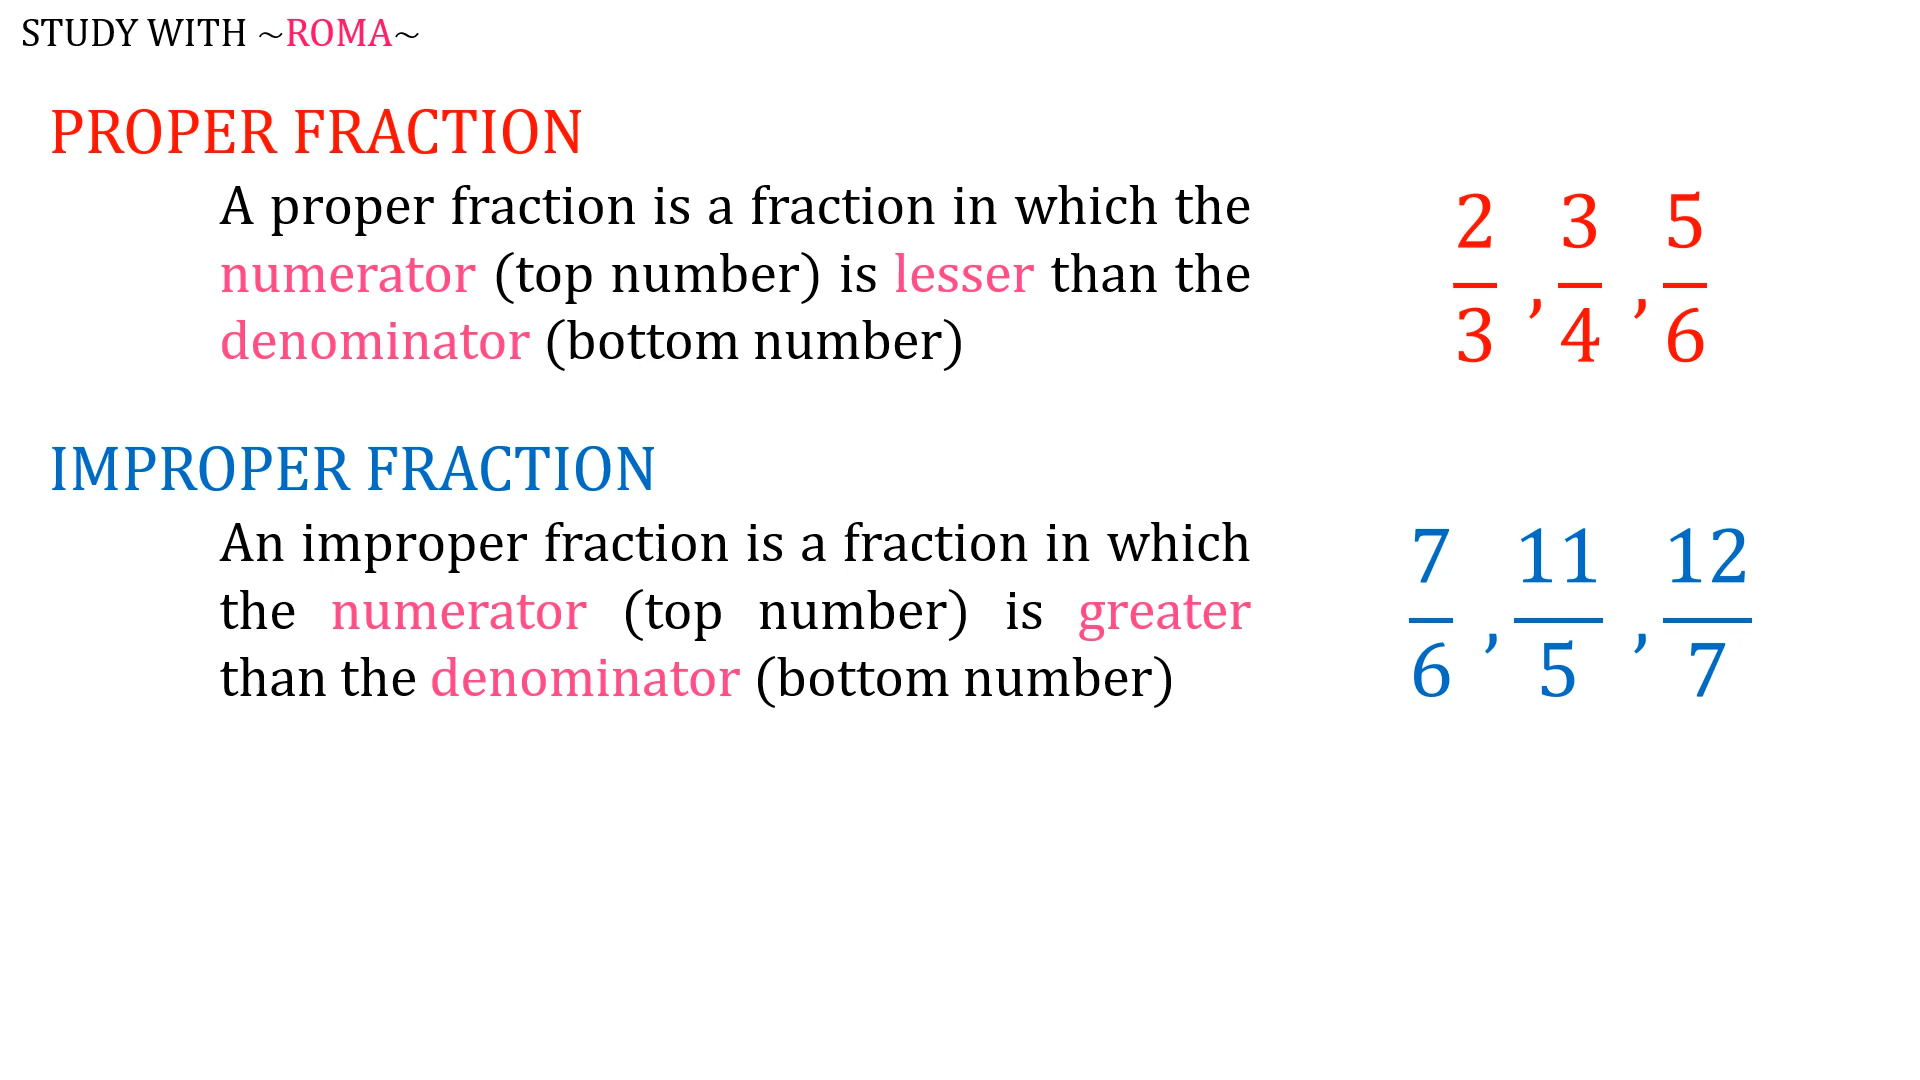 STUDY WITH ~ROMA~
PROPER FRACTION
A proper fraction is a fraction in which the
numerator (top number) is lesser than the
denominator (bottom number)
2/3 , 3/4 , 5/6
IMPROPER FRACTION
An improper fraction is a fraction in which
the numerator (top number) is greater
than the denominator (bottom number)
7/6 , 11/5 , 12/7